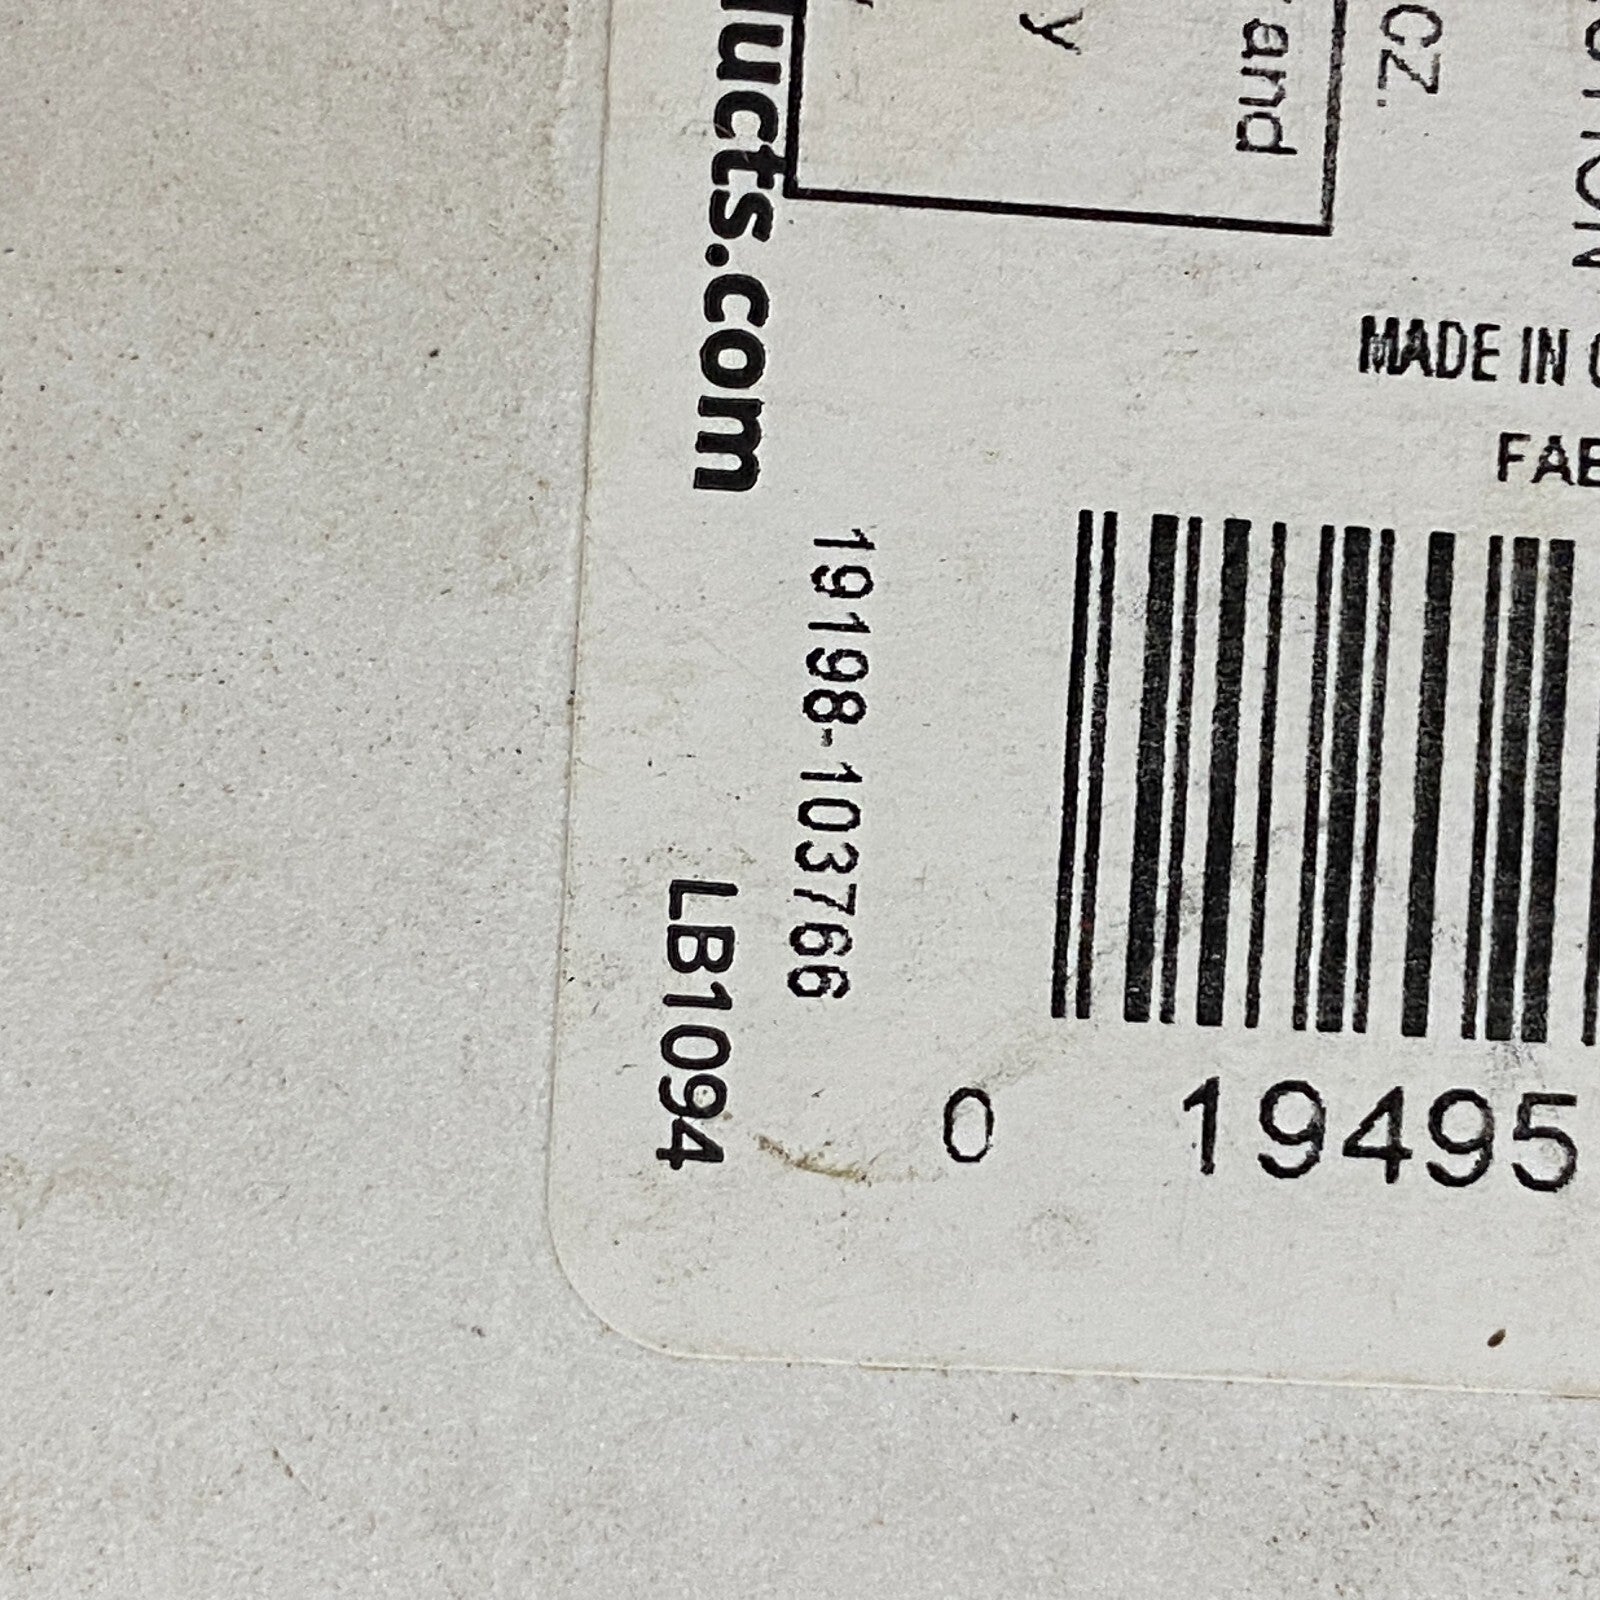 ucts.com
y
and
CZ.
MADE IN
FAB
19198-103766
LB1094
0 19495